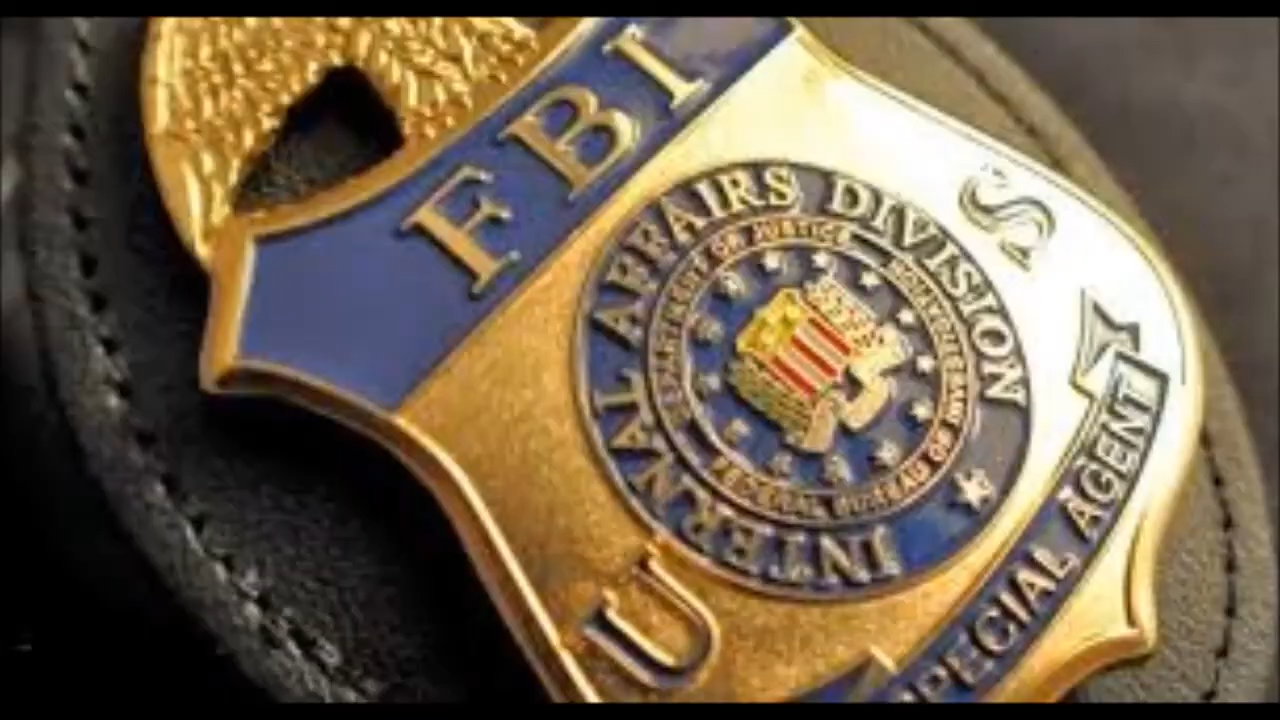 FBI
INTERNAL AFFAIRS DIVISION
DEPARTMENT OF JUSTICE
FEDERAL BUREAU OF
U S
SPECIAL AGENT